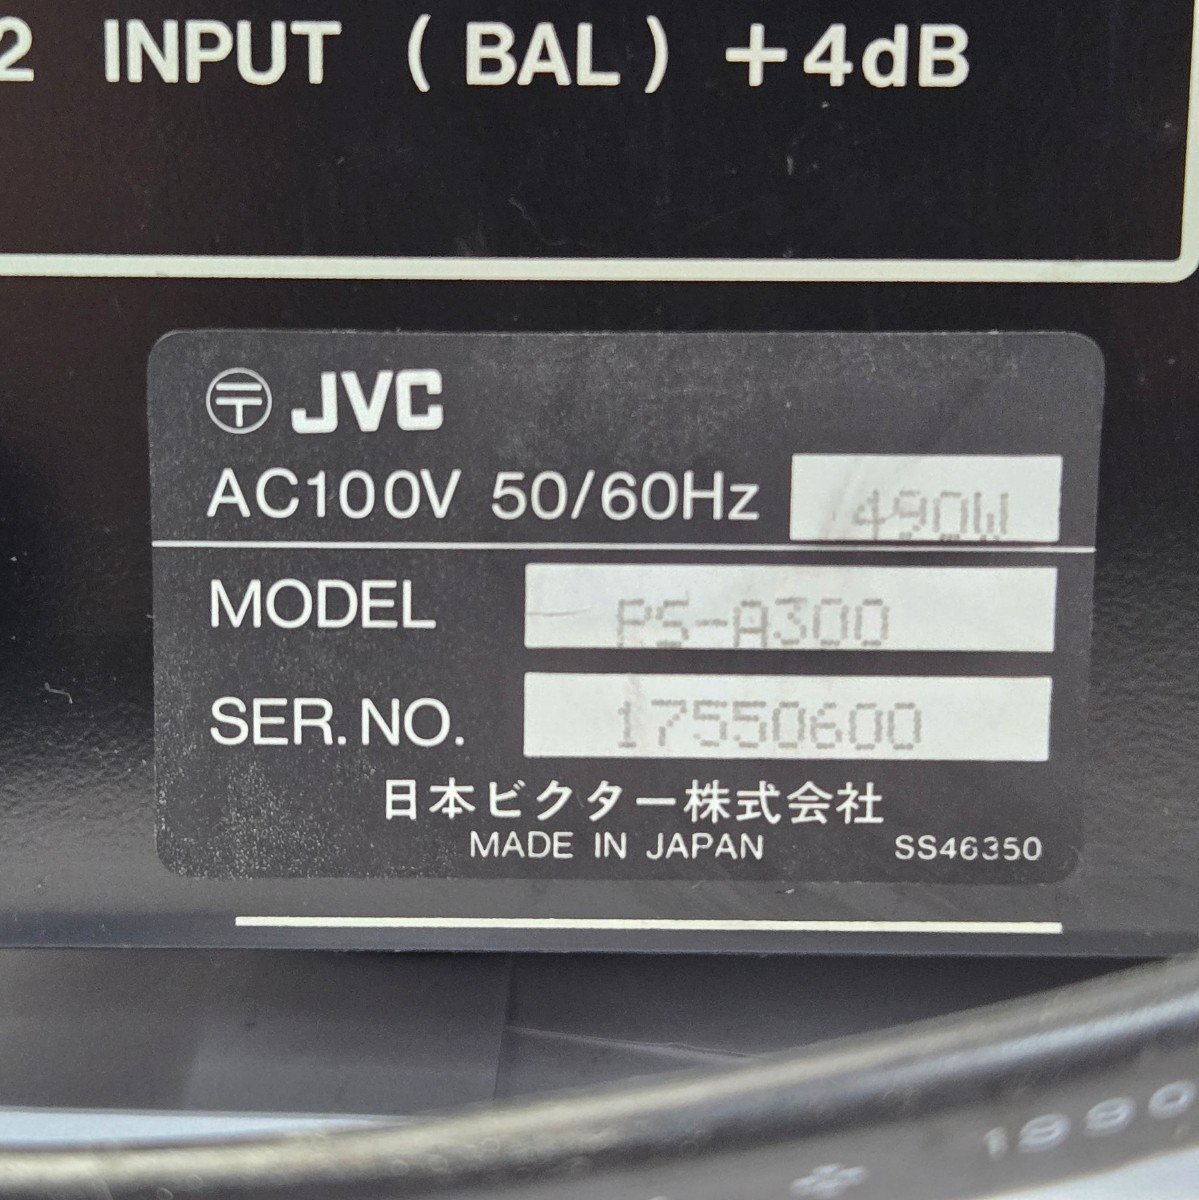 2 INPUT (BAL) +4dB
〒 JVC
AC100V 50/60Hz 490W
MODEL PS-A300
SER. NO. 17550600
日本ビクター株式会社
MADE IN JAPAN SS46350
1990